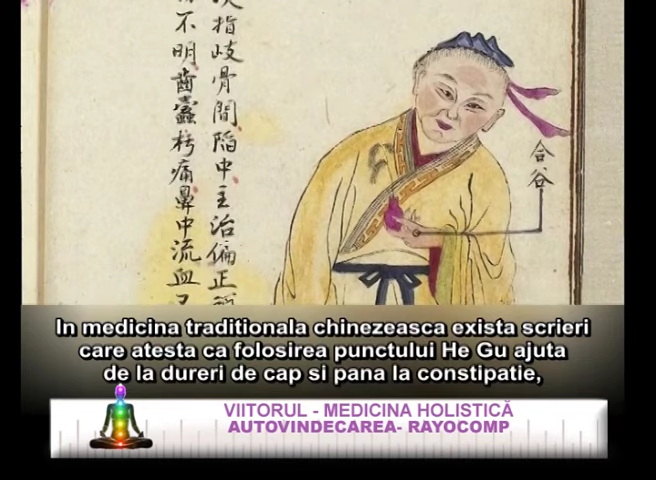 指岐骨間陷中主治偏正
不明齒朽痛鼻中流血
合谷
In medicina traditionala chinezeasca exista scrieri
care atesta ca folosirea punctului He Gu ajuta
de la dureri de cap si pana la constipatie,
VIITORUL - MEDICINA HOLISTICĂ
AUTOVINDECAREA- RAYOCOMP